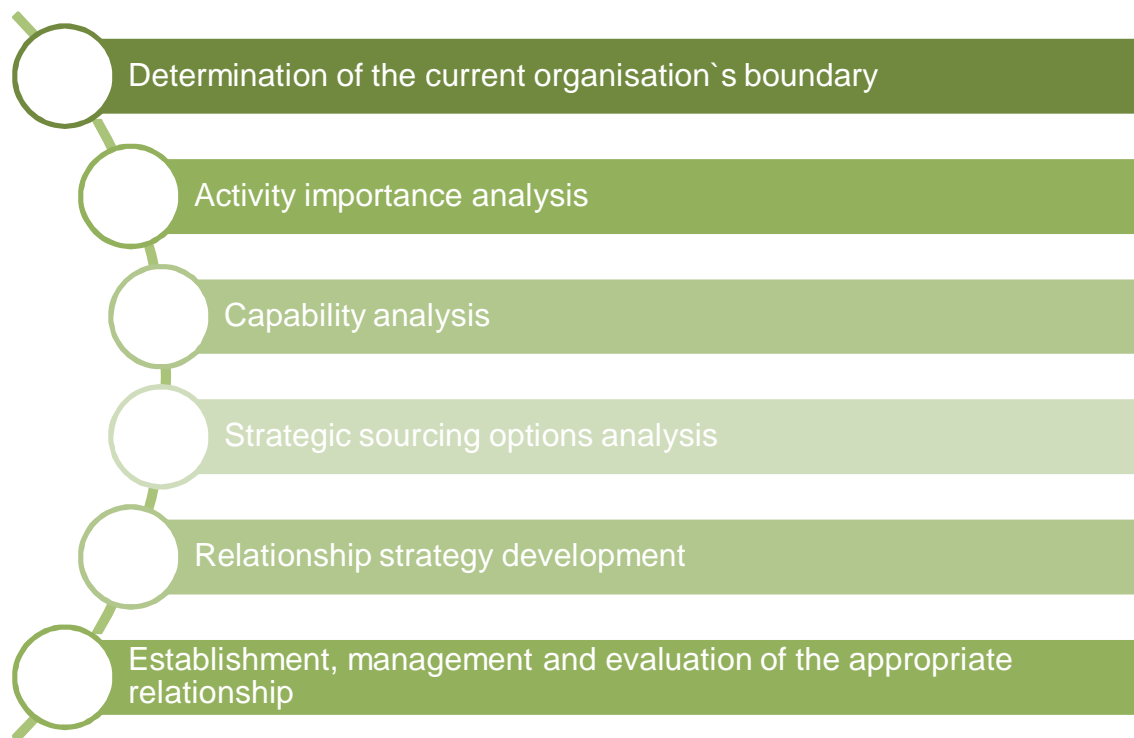 Determination of the current organisation`s boundary
Activity importance analysis
Capability analysis
Strategic sourcing options analysis
Relationship strategy development
Establishment, management and evaluation of the appropriate
relationship